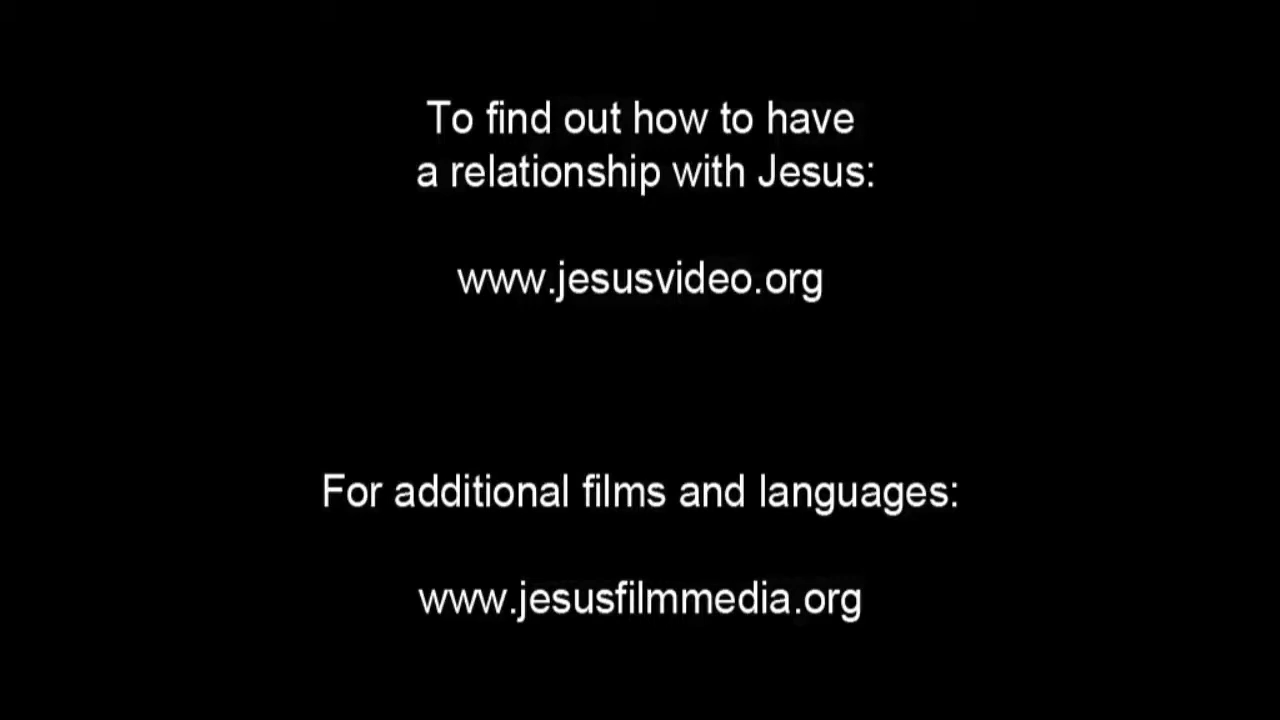 To find out how to have
a relationship with Jesus:
www.jesusvideo.org
For additional films and languages:
www.jesusfilmmedia.org